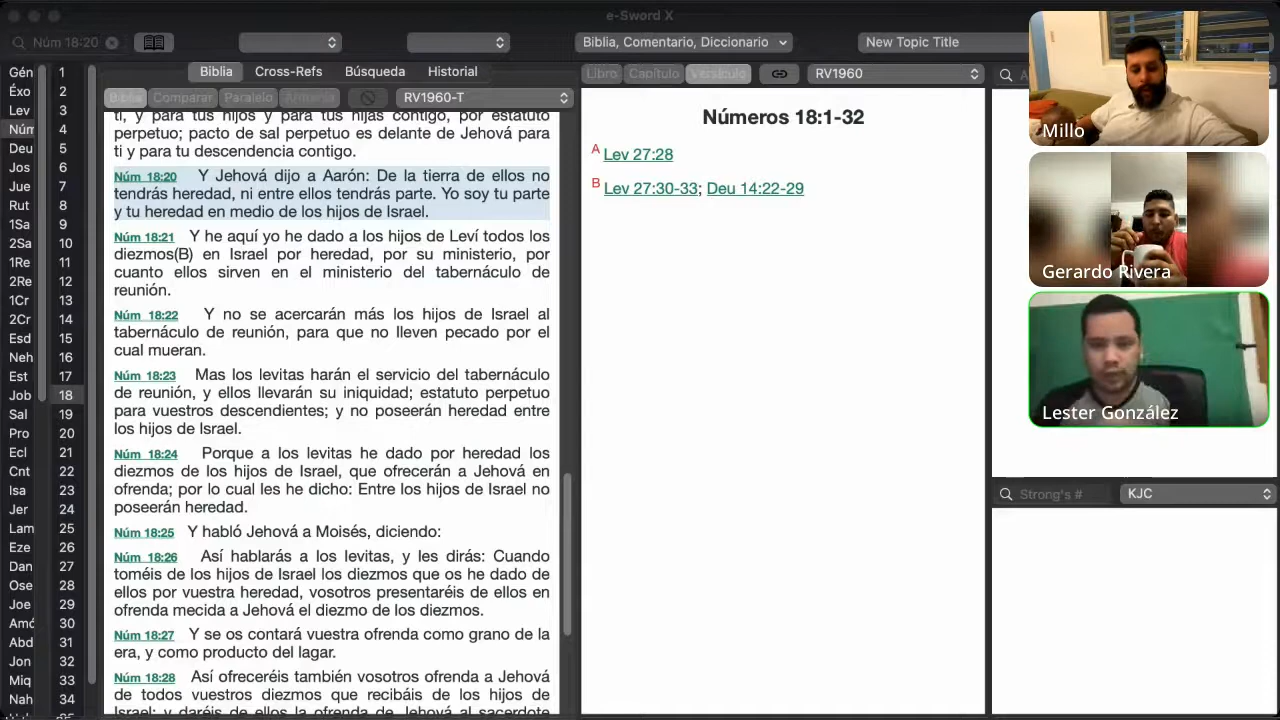 e-Sword X
Núm 18:20
Biblia, Comentario, Diccionario
New Topic Title
Biblia
Cross-Refs
Búsqueda
Historial
Biblia
Comparar
Paralelo
Armonía
RV1960-T
Libro
Capítulo
Versículo
RV1960
Gén
Éxo
Lev
Núm
Deu
Jos
Jue
Rut
1Sa
2Sa
1Re
2Re
1Cr
2Cr
Esd
Neh
Est
Job
Sal
Pro
Ecl
Cnt
Isa
Jer
Lam
Eze
Dan
Ose
Joe
Amó
Abd
Jon
Miq
Nah
1
2
3
4
5
6
7
8
9
10
11
12
13
14
15
16
17
18
19
20
21
22
23
24
25
26
27
28
29
30
31
32
33
34
ti, y para tus hijos y para tus hijas contigo, por estatuto
perpetuo; pacto de sal perpetuo es delante de Jehová para
ti y para tu descendencia contigo.
Núm 18:20 Y Jehová dijo a Aarón: De la tierra de ellos no
tendrás heredad, ni entre ellos tendrás parte. Yo soy tu parte
y tu heredad en medio de los hijos de Israel.
Núm 18:21 Y he aquí yo he dado a los hijos de Leví todos los
diezmos(B) en Israel por heredad, por su ministerio, por
cuanto ellos sirven en el ministerio del tabernáculo de
reunión.
Núm 18:22 Y no se acercarán más los hijos de Israel al
tabernáculo de reunión, para que no lleven pecado por el
cual mueran.
Núm 18:23 Mas los levitas harán el servicio del tabernáculo
de reunión, y ellos llevarán su iniquidad; estatuto perpetuo
para vuestros descendientes; y no poseerán heredad entre
los hijos de Israel.
Núm 18:24 Porque a los levitas he dado por heredad los
diezmos de los hijos de Israel, que ofrecerán a Jehová en
ofrenda; por lo cual les he dicho: Entre los hijos de Israel no
poseerán heredad.
Núm 18:25 Y habló Jehová a Moisés, diciendo:
Núm 18:26 Así hablarás a los levitas, y les dirás: Cuando
toméis de los hijos de Israel los diezmos que os he dado de
ellos por vuestra heredad, vosotros presentaréis de ellos en
ofrenda mecida a Jehová el diezmo de los diezmos.
Núm 18:27 Y se os contará vuestra ofrenda como grano de la
era, y como producto del lagar.
Núm 18:28 Así ofreceréis también vosotros ofrenda a Jehová
de todos vuestros diezmos que recibáis de los hijos de
Israel; y daréis de ellos la ofrenda de Jehová al sacerdote
Números 18:1-32
A Lev 27:28
B Lev 27:30-33; Deu 14:22-29
Millo
Gerardo Rivera
Lester González
Strong's #
KJC